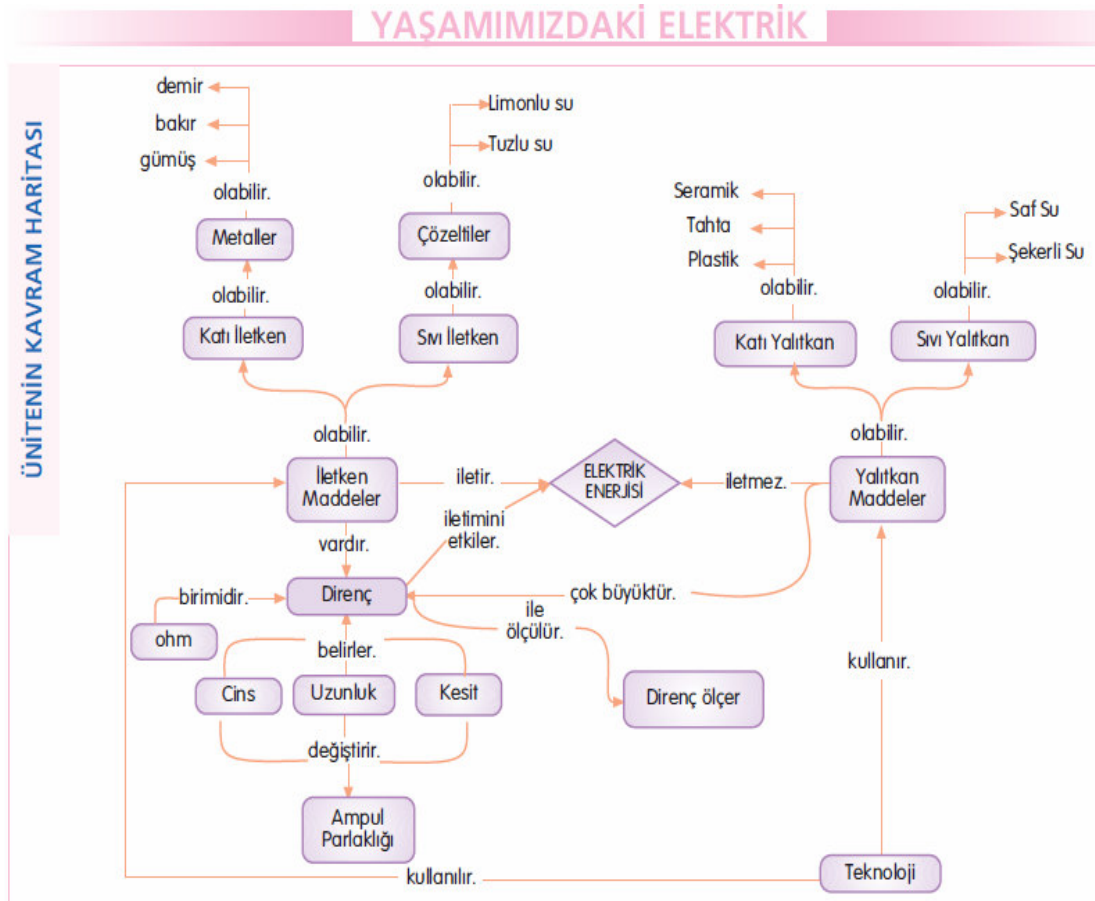 YAŞAMIMIZDAKİ ELEKTRİK
ÜNİTENİN KAVRAM HARİTASI
demir
bakır
gümüş
olabilir.
Metaller
olabilir.
Katı İletken
Limonlu su
Tuzlu su
olabilir.
Çözeltiler
olabilir.
Sıvı İletken
Seramik
Tahta
Plastik
olabilir.
Katı Yalıtkan
Saf Su
Şekerli Su
olabilir.
Sıvı Yalıtkan
olabilir.
İletken
Maddeler
iletir.
ELEKTRİK
ENERJİSİ
iletmez.
olabilir.
Yalıtkan
Maddeler
vardır.
iletimini
etkiler.
birimidir.
Direnç
çok büyüktür.
ohm
ile
ölçülür.
belirler.
Cins
Uzunluk
Kesit
Direnç ölçer
kullanır.
değiştirir.
Ampul
Parlaklığı
kullanılır.
Teknoloji